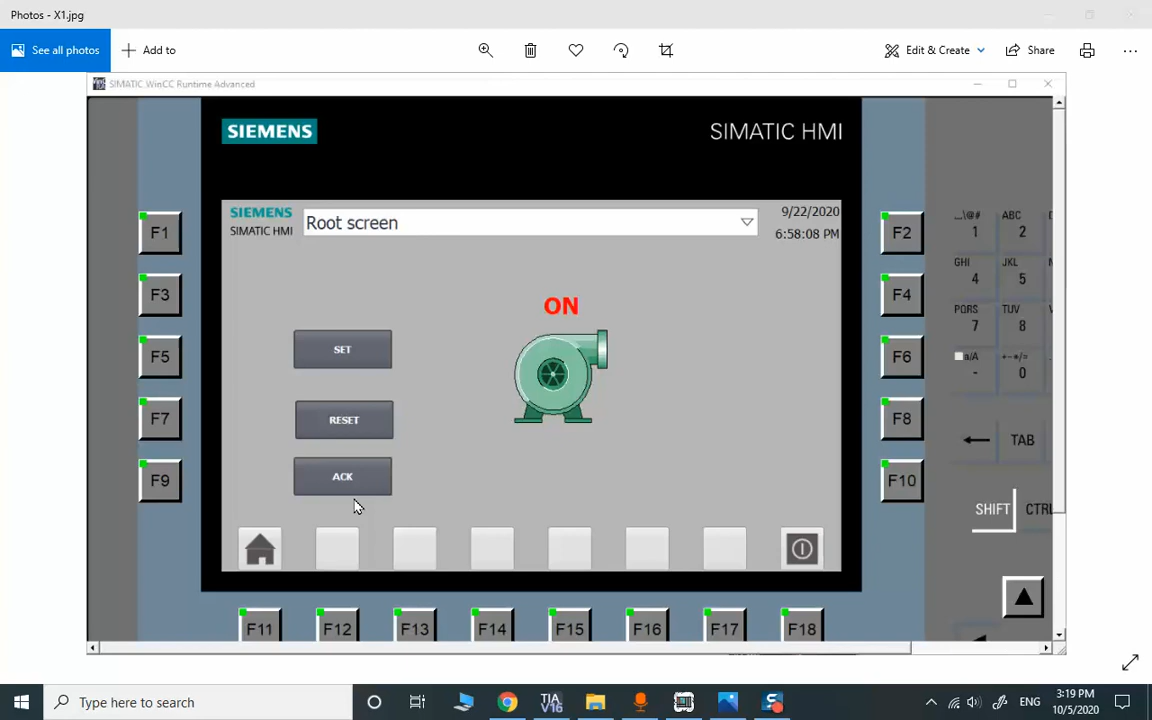 Photos - X1.jpg
See all photos
Add to
Edit & Create
Share
SIMATIC WinCC Runtime Advanced
SIEMENS
SIMATIC HMI
SIEMENS
SIMATIC HMI
Root screen
9/22/2020
6:58:08 PM
ON
SET
RESET
ACK
F1
F3
F5
F7
F9
F2
F4
F6
F8
F10
ABC
1 2
GHI JKL
4 5
PQRS TUV
7 8
+-*/=
- 0
TAB
SHIFT
F11 F12 F13 F14 F15 F16 F17 F18
Type here to search
TIA
V16
ENG
3:19 PM
10/5/2020